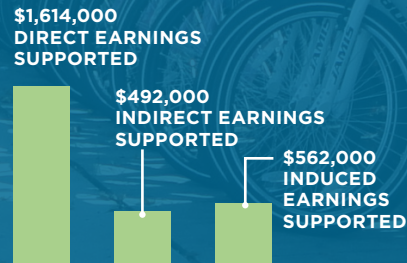 $1,614,000
DIRECT EARNINGS
SUPPORTED
$492,000
INDIRECT EARNINGS
SUPPORTED
$562,000
INDUCED
EARNINGS
SUPPORTED